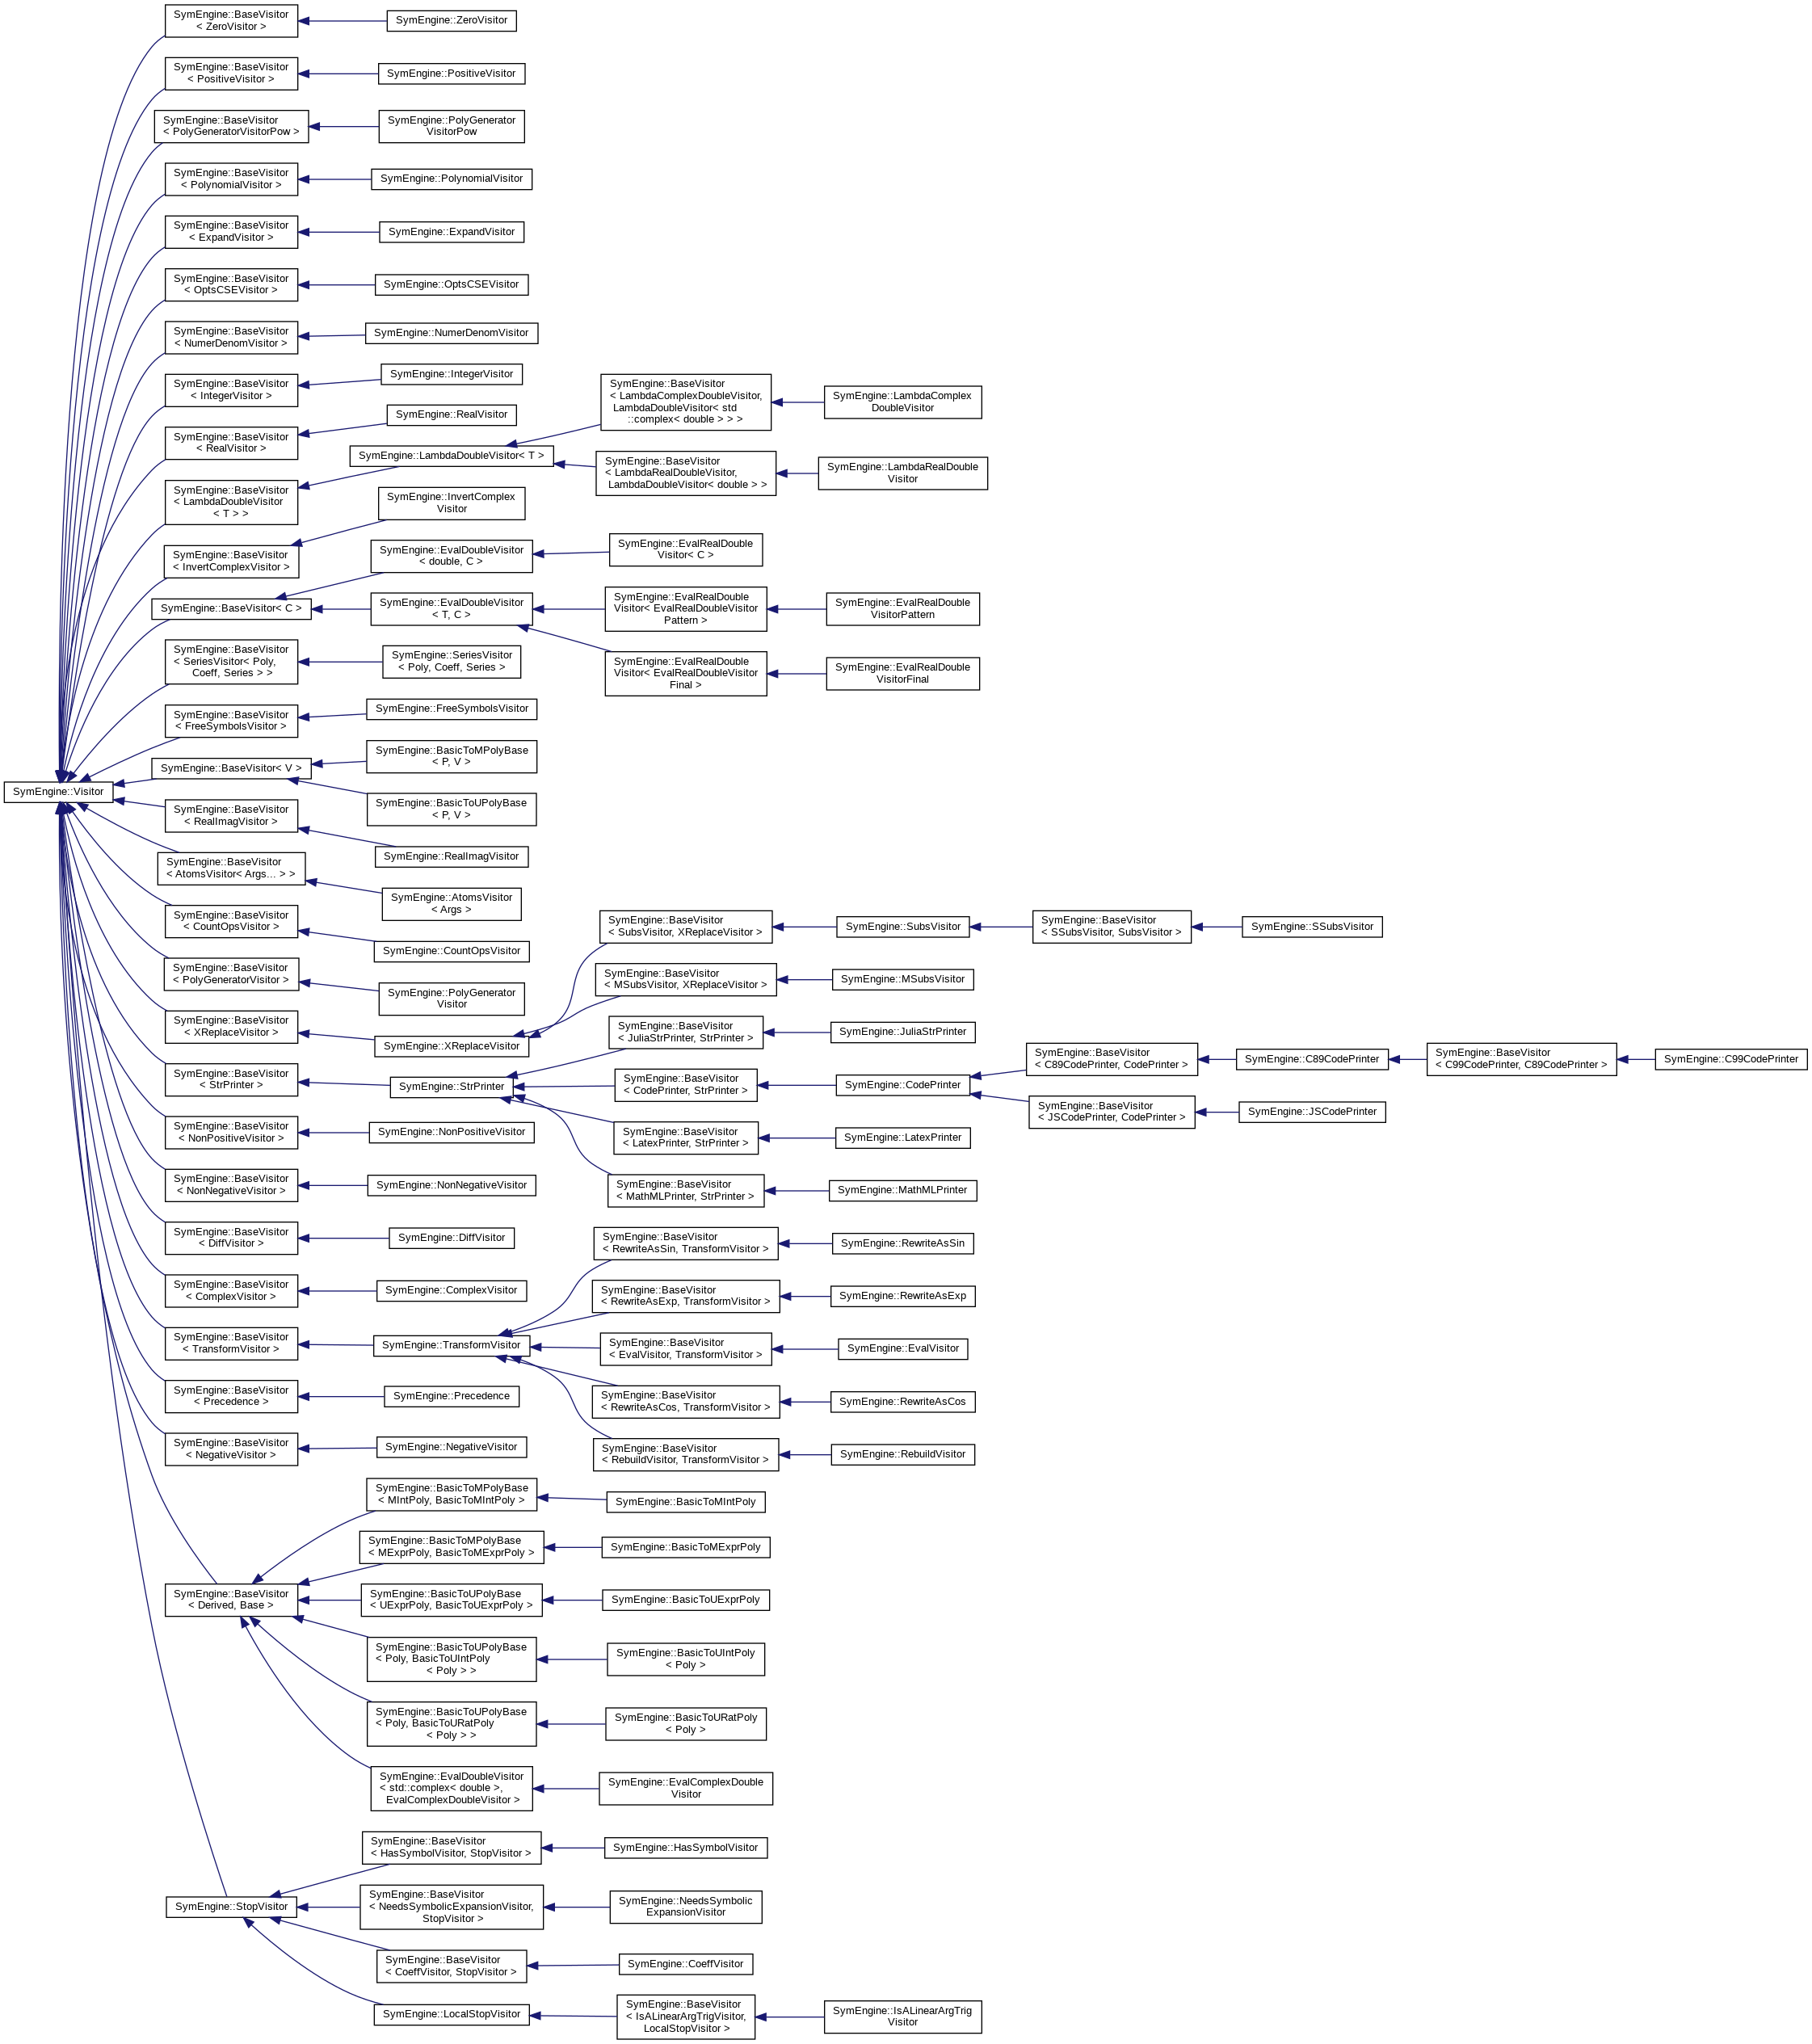 SymEngine::BaseVisitor
< ZeroVisitor >
SymEngine::ZeroVisitor
SymEngine::BaseVisitor
< PositiveVisitor >
SymEngine::PositiveVisitor
SymEngine::BaseVisitor
< PolyGeneratorVisitorPow >
SymEngine::PolyGenerator
VisitorPow
SymEngine::BaseVisitor
< PolynomialVisitor >
SymEngine::PolynomialVisitor
SymEngine::BaseVisitor
< ExpandVisitor >
SymEngine::ExpandVisitor
SymEngine::BaseVisitor
< OptsCSEVisitor >
SymEngine::OptsCSEVisitor
SymEngine::BaseVisitor
< NumerDenomVisitor >
SymEngine::NumerDenomVisitor
SymEngine::BaseVisitor
< IntegerVisitor >
SymEngine::IntegerVisitor
SymEngine::BaseVisitor
< RealVisitor >
SymEngine::RealVisitor
SymEngine::BaseVisitor
< LambdaDoubleVisitor
< T > >
SymEngine::LambdaDoubleVisitor< T >
SymEngine::BaseVisitor
< LambdaComplexDoubleVisitor,
LambdaDoubleVisitor< std
::complex< double > > >
SymEngine::LambdaComplex
DoubleVisitor
SymEngine::BaseVisitor
< LambdaRealDoubleVisitor,
LambdaDoubleVisitor< double > >
SymEngine::LambdaRealDouble
Visitor
SymEngine::BaseVisitor
< InvertComplexVisitor >
SymEngine::InvertComplex
Visitor
SymEngine::BaseVisitor< C >
SymEngine::EvalDoubleVisitor
< double, C >
SymEngine::EvalRealDouble
Visitor< C >
SymEngine::EvalDoubleVisitor
< T, C >
SymEngine::EvalRealDouble
Visitor< EvalRealDoubleVisitor
Pattern >
SymEngine::EvalRealDouble
VisitorPattern
SymEngine::EvalRealDouble
Visitor< EvalRealDoubleVisitor
Final >
SymEngine::EvalRealDouble
VisitorFinal
SymEngine::BaseVisitor
< SeriesVisitor< Poly,
Coeff, Series > >
SymEngine::SeriesVisitor
< Poly, Coeff, Series >
SymEngine::BaseVisitor
< FreeSymbolsVisitor >
SymEngine::FreeSymbolsVisitor
SymEngine::Visitor
SymEngine::BaseVisitor< V >
SymEngine::BasicToMPolyBase
< P, V >
SymEngine::BasicToUPolyBase
< P, V >
SymEngine::BaseVisitor
< RealImagVisitor >
SymEngine::RealImagVisitor
SymEngine::BaseVisitor
< AtomsVisitor< Args... > >
SymEngine::AtomsVisitor
< Args >
SymEngine::BaseVisitor
< CountOpsVisitor >
SymEngine::CountOpsVisitor
SymEngine::BaseVisitor
< PolyGeneratorVisitor >
SymEngine::PolyGenerator
Visitor
SymEngine::BaseVisitor
< XReplaceVisitor >
SymEngine::XReplaceVisitor
SymEngine::BaseVisitor
< SubsVisitor, XReplaceVisitor >
SymEngine::SubsVisitor
SymEngine::BaseVisitor
< SSubsVisitor, SubsVisitor >
SymEngine::SSubsVisitor
SymEngine::BaseVisitor
< MSubsVisitor, XReplaceVisitor >
SymEngine::MSubsVisitor
SymEngine::BaseVisitor
< StrPrinter >
SymEngine::StrPrinter
SymEngine::BaseVisitor
< JuliaStrPrinter, StrPrinter >
SymEngine::JuliaStrPrinter
SymEngine::BaseVisitor
< CodePrinter, StrPrinter >
SymEngine::CodePrinter
SymEngine::BaseVisitor
< C89CodePrinter, CodePrinter >
SymEngine::C89CodePrinter
SymEngine::BaseVisitor
< C99CodePrinter, C89CodePrinter >
SymEngine::C99CodePrinter
SymEngine::BaseVisitor
< JSCodePrinter, CodePrinter >
SymEngine::JSCodePrinter
SymEngine::BaseVisitor
< LatexPrinter, StrPrinter >
SymEngine::LatexPrinter
SymEngine::BaseVisitor
< MathMLPrinter, StrPrinter >
SymEngine::MathMLPrinter
SymEngine::BaseVisitor
< NonPositiveVisitor >
SymEngine::NonPositiveVisitor
SymEngine::BaseVisitor
< NonNegativeVisitor >
SymEngine::NonNegativeVisitor
SymEngine::BaseVisitor
< DiffVisitor >
SymEngine::DiffVisitor
SymEngine::BaseVisitor
< ComplexVisitor >
SymEngine::ComplexVisitor
SymEngine::BaseVisitor
< TransformVisitor >
SymEngine::TransformVisitor
SymEngine::BaseVisitor
< RewriteAsSin, TransformVisitor >
SymEngine::RewriteAsSin
SymEngine::BaseVisitor
< RewriteAsExp, TransformVisitor >
SymEngine::RewriteAsExp
SymEngine::BaseVisitor
< EvalVisitor, TransformVisitor >
SymEngine::EvalVisitor
SymEngine::BaseVisitor
< RewriteAsCos, TransformVisitor >
SymEngine::RewriteAsCos
SymEngine::BaseVisitor
< RebuildVisitor, TransformVisitor >
SymEngine::RebuildVisitor
SymEngine::BaseVisitor
< Precedence >
SymEngine::Precedence
SymEngine::BaseVisitor
< NegativeVisitor >
SymEngine::NegativeVisitor
SymEngine::BaseVisitor
< Derived, Base >
SymEngine::BasicToMPolyBase
< MIntPoly, BasicToMIntPoly >
SymEngine::BasicToMIntPoly
SymEngine::BasicToMPolyBase
< MExprPoly, BasicToMExprPoly >
SymEngine::BasicToMExprPoly
SymEngine::BasicToUPolyBase
< UExprPoly, BasicToUExprPoly >
SymEngine::BasicToUExprPoly
SymEngine::BasicToUPolyBase
< Poly, BasicToUIntPoly
< Poly > >
SymEngine::BasicToUIntPoly
< Poly >
SymEngine::BasicToUPolyBase
< Poly, BasicToURatPoly
< Poly > >
SymEngine::BasicToURatPoly
< Poly >
SymEngine::EvalDoubleVisitor
< std::complex< double >,
EvalComplexDoubleVisitor >
SymEngine::EvalComplexDouble
Visitor
SymEngine::StopVisitor
SymEngine::BaseVisitor
< HasSymbolVisitor, StopVisitor >
SymEngine::HasSymbolVisitor
SymEngine::BaseVisitor
< NeedsSymbolicExpansionVisitor,
StopVisitor >
SymEngine::NeedsSymbolic
ExpansionVisitor
SymEngine::BaseVisitor
< CoeffVisitor, StopVisitor >
SymEngine::CoeffVisitor
SymEngine::LocalStopVisitor
SymEngine::BaseVisitor
< IsALinearArgTrigVisitor,
LocalStopVisitor >
SymEngine::IsALinearArgTrig
Visitor